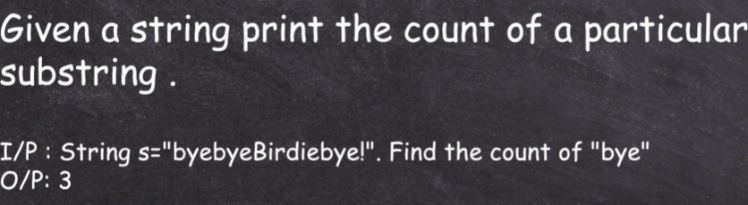 Given a string print the count of a particular
substring .
I/P : String s="byebyeBirdiebye!". Find the count of "bye"
O/P: 3